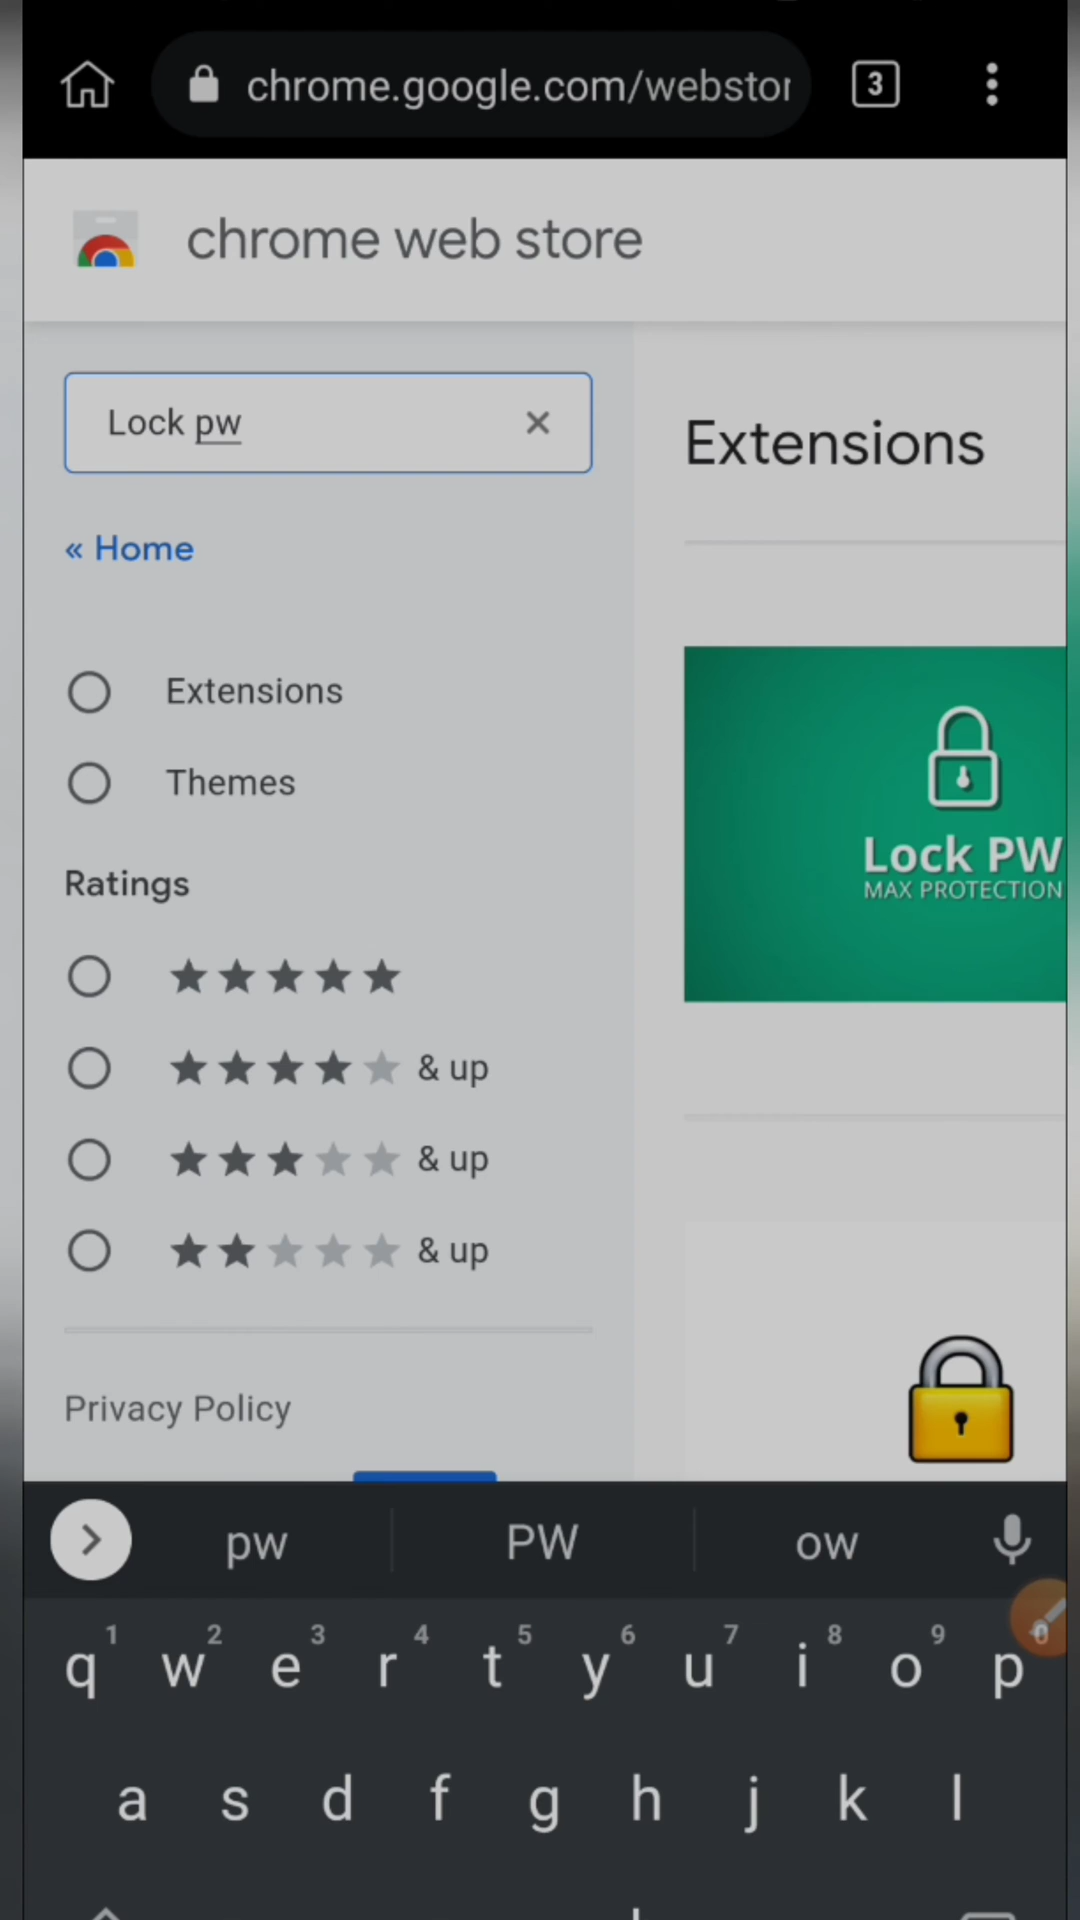 chrome.google.com/webstor
3
chrome web store
Lock pw
Extensions
« Home
Extensions
Themes
Lock PW
MAX PROTECTION
Ratings
& up
& up
& up
Privacy Policy
pw PW ow
1 2 3 4 5 6 7 8 9 0
q w e r t y u i o p
a s d f g h j k l